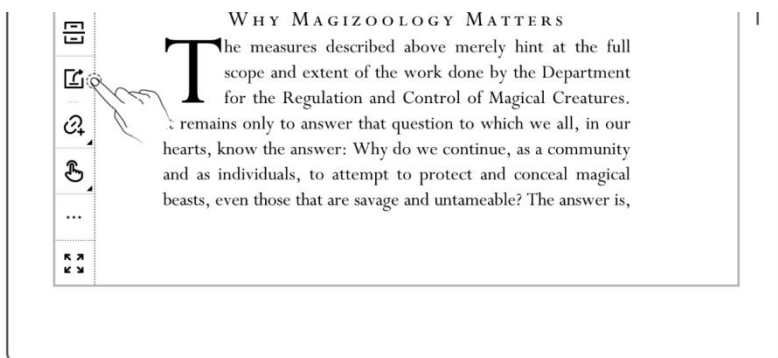 WHY MAGIZOOLOGY MATTERS
The measures described above merely hint at the full
scope and extent of the work done by the Department
for the Regulation and Control of Magical Creatures.
remains only to answer that question to which we all, in our
hearts, know the answer: Why do we continue, as a community
and as individuals, to attempt to protect and conceal magical
beasts, even those that are savage and untameable? The answer is,